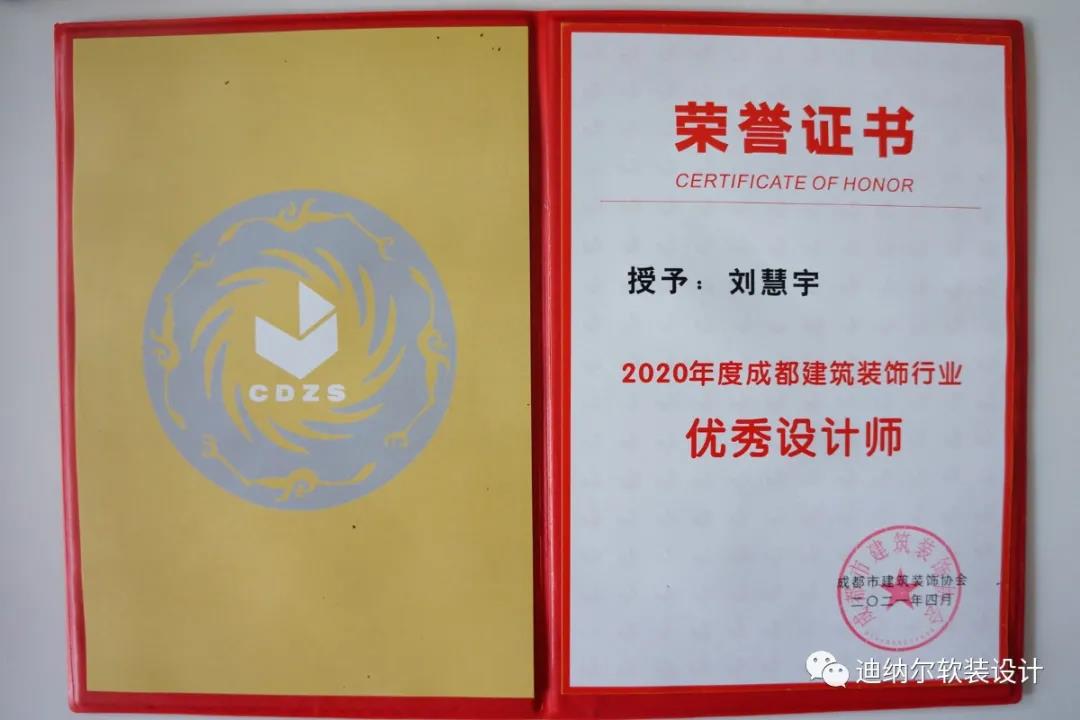 CDZS
荣誉证书
CERTIFICATE OF HONOR
授予：刘慧宇
2020年度成都建筑装饰行业
优秀设计师
成都市建筑装饰协会
二〇二一年四月
迪纳尔软装设计